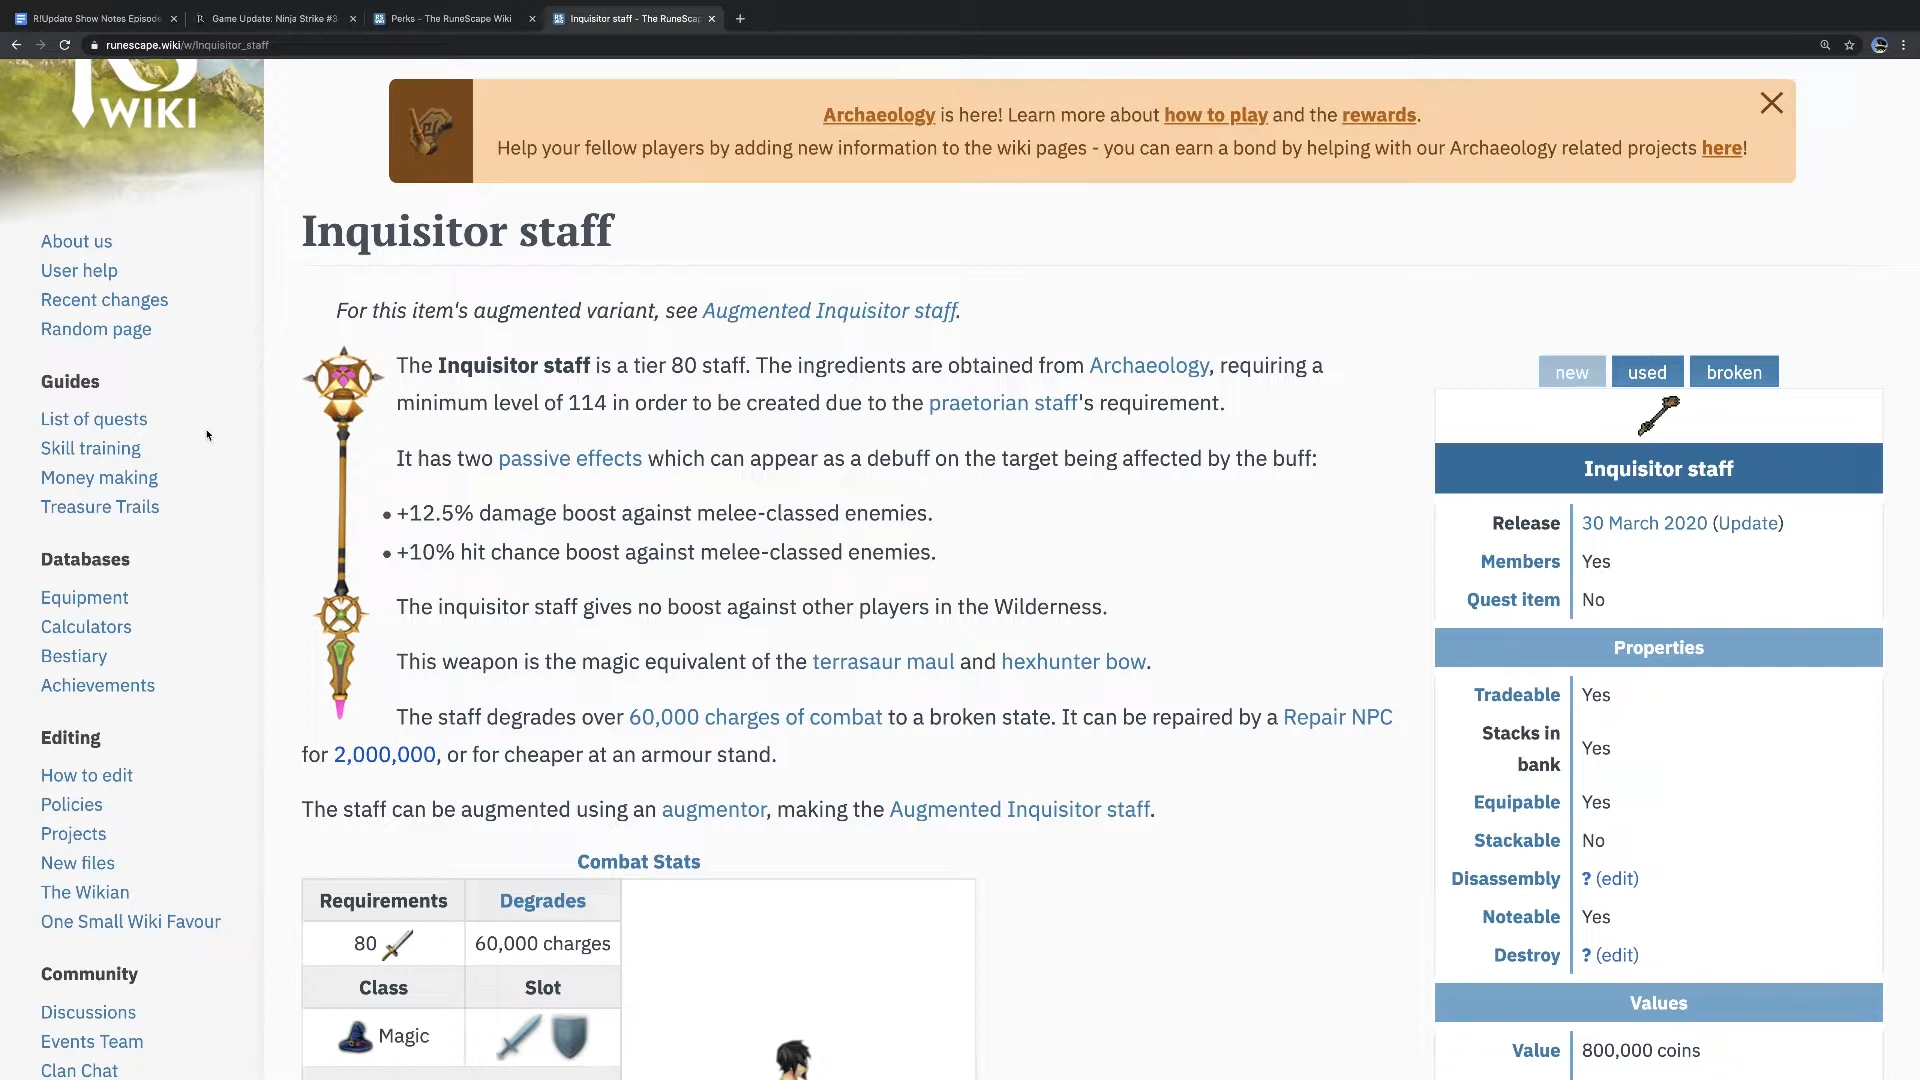 R!Update Show Notes Episode
Game Update: Ninja Strike #3
Perks - The RuneScape Wiki
Inquisitor staff - The RuneScap
runescape.wiki/w/Inquisitor_staff
WIKI
About us
User help
Recent changes
Random page
Guides
List of quests
Skill training
Money making
Treasure Trails
Databases
Equipment
Calculators
Bestiary
Achievements
Editing
How to edit
Policies
Projects
New files
The Wikian
One Small Wiki Favour
Community
Discussions
Events Team
Clan Chat
Archaeology is here! Learn more about how to play and the rewards.
Help your fellow players by adding new information to the wiki pages - you can earn a bond by helping with our Archaeology related projects here!
Inquisitor staff
For this item's augmented variant, see Augmented Inquisitor staff.
The Inquisitor staff is a tier 80 staff. The ingredients are obtained from Archaeology, requiring a
minimum level of 114 in order to be created due to the praetorian staff's requirement.
It has two passive effects which can appear as a debuff on the target being affected by the buff:
• +12.5% damage boost against melee-classed enemies.
• +10% hit chance boost against melee-classed enemies.
The inquisitor staff gives no boost against other players in the Wilderness.
This weapon is the magic equivalent of the terrasaur maul and hexhunter bow.
The staff degrades over 60,000 charges of combat to a broken state. It can be repaired by a Repair NPC
for 2,000,000, or for cheaper at an armour stand.
The staff can be augmented using an augmentor, making the Augmented Inquisitor staff.
Combat Stats
Requirements Degrades
80 60,000 charges
Class Slot
Magic
new used broken
Inquisitor staff
Release 30 March 2020 (Update)
Members Yes
Quest item No
Properties
Tradeable Yes
Stacks in
bank Yes
Equipable Yes
Stackable No
Disassembly ? (edit)
Noteable Yes
Destroy ? (edit)
Values
Value 800,000 coins